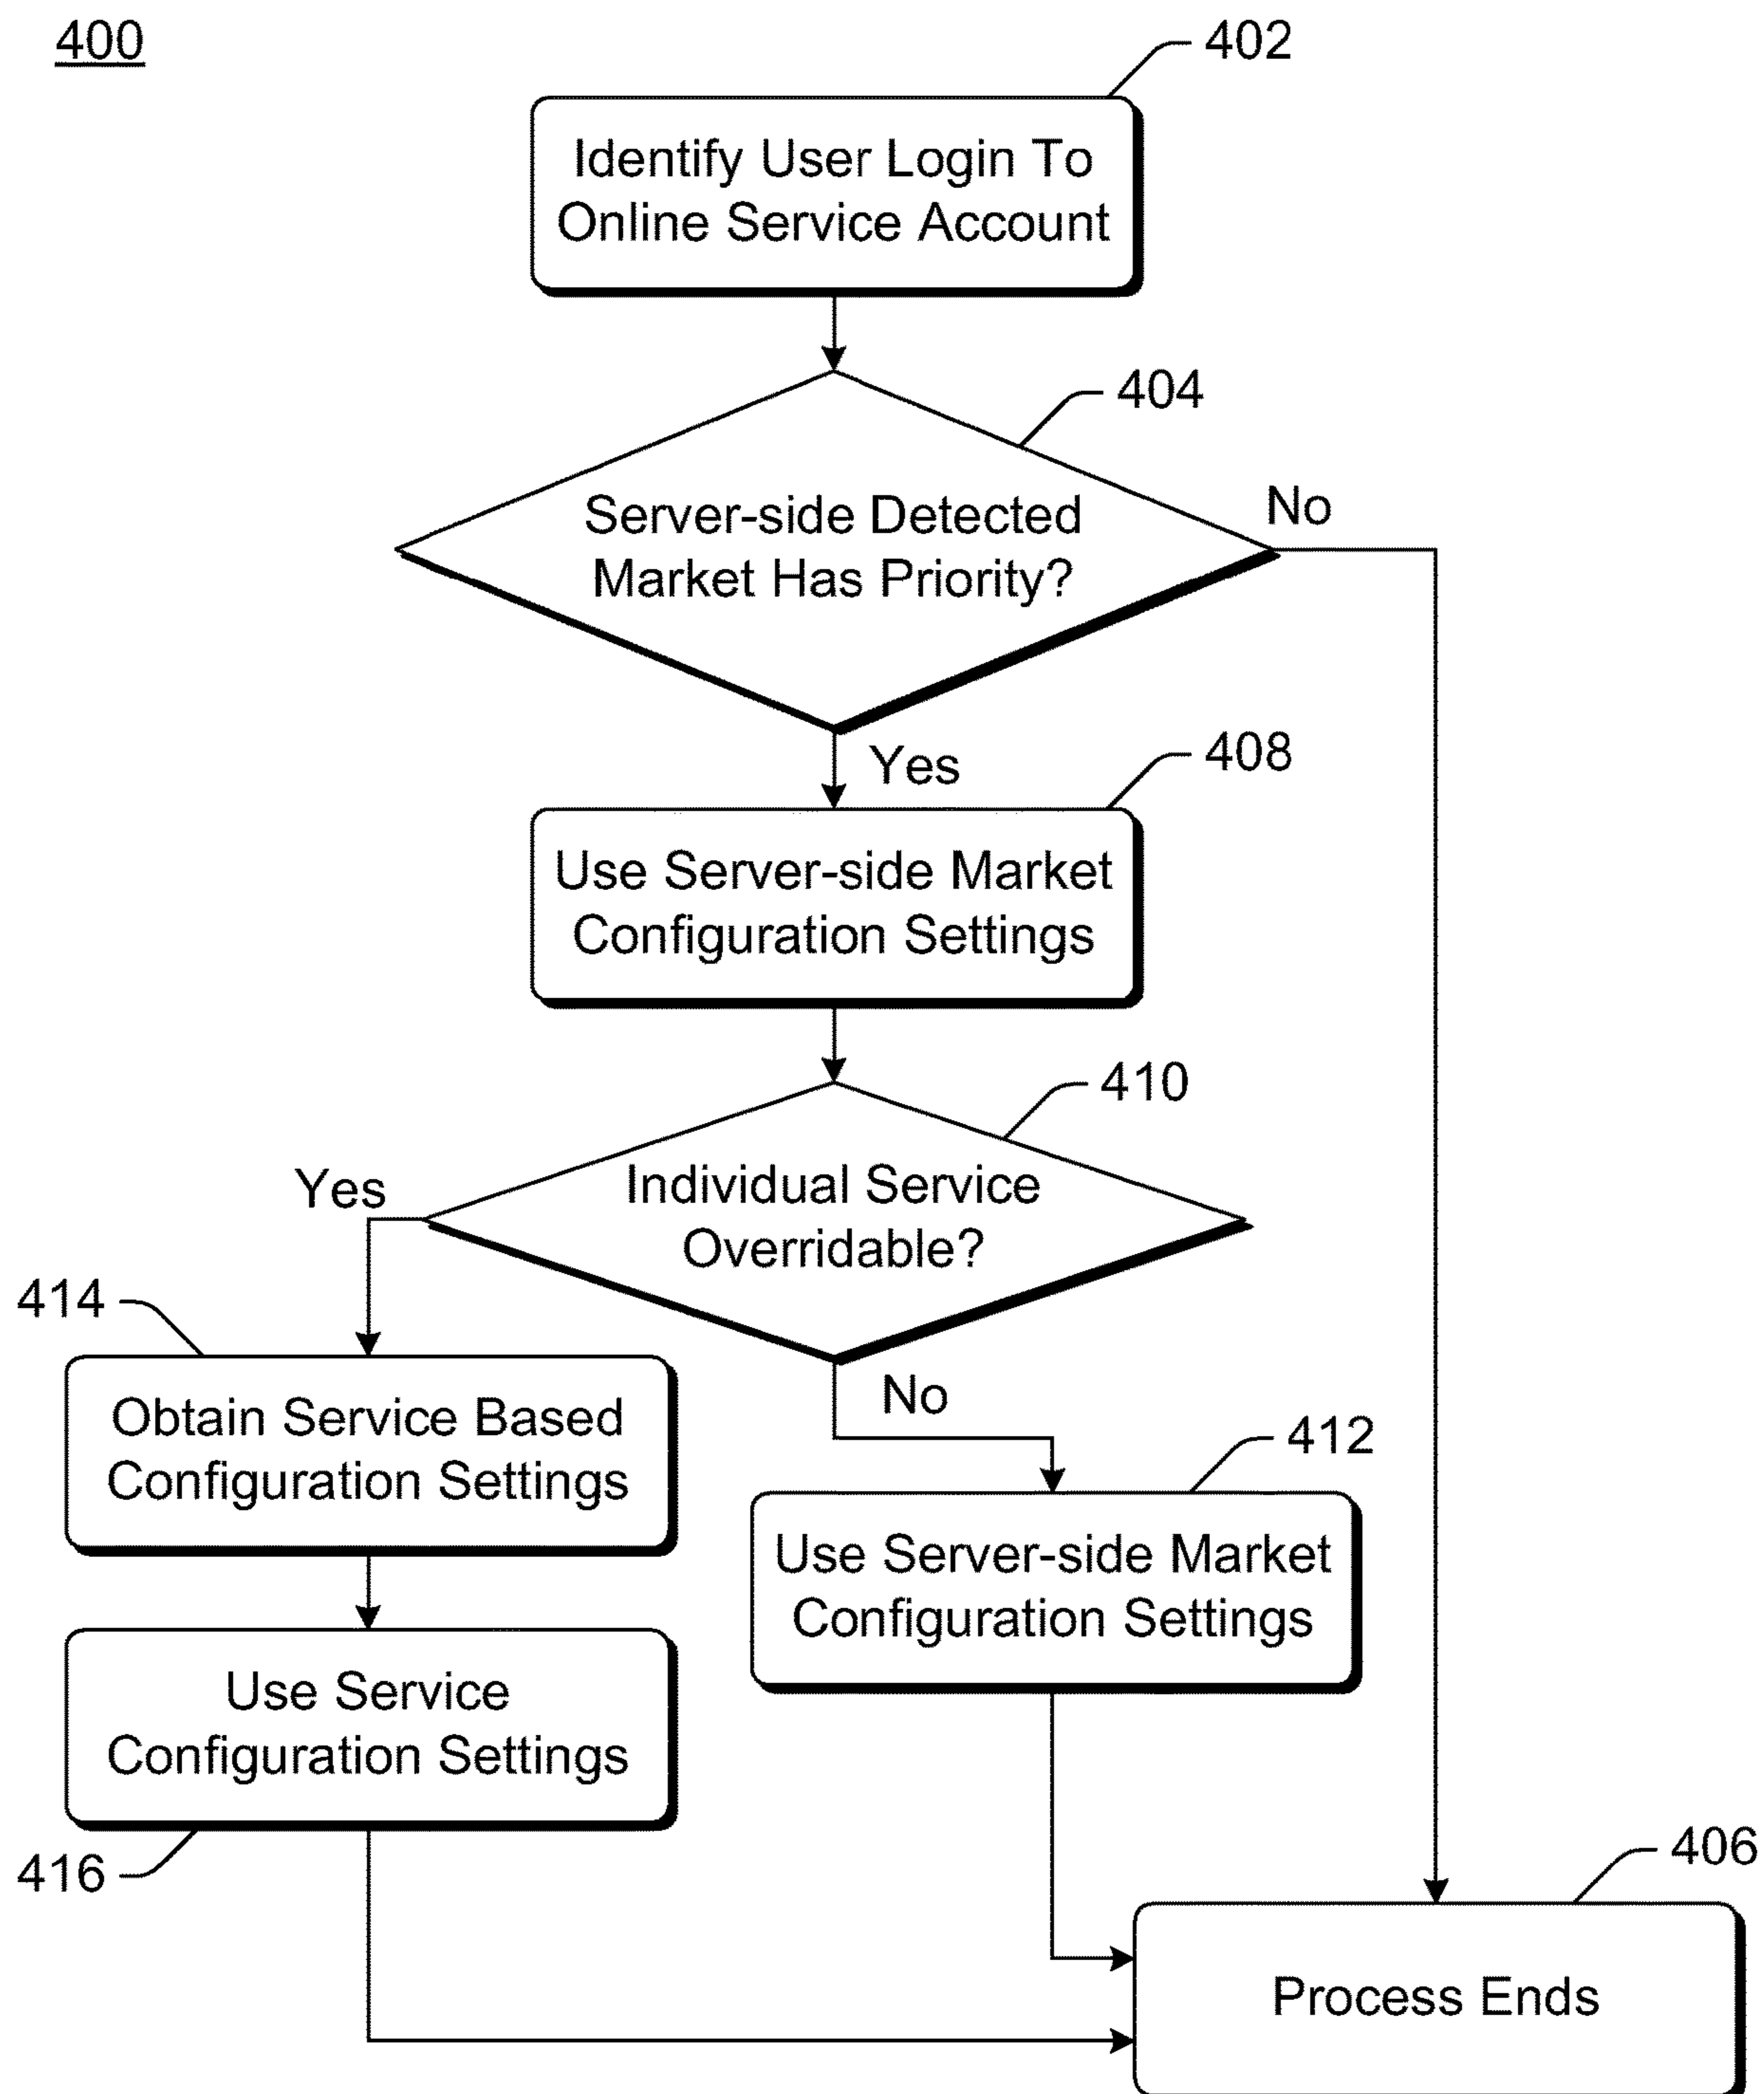 400
402
Identify User Login To
Online Service Account
404
Server-side Detected
Market Has Priority?
No
Yes
408
Use Server-side Market
Configuration Settings
410
Individual Service
Overridable?
Yes
No
414
Obtain Service Based
Configuration Settings
412
Use Server-side Market
Configuration Settings
Use Service
Configuration Settings
416
406
Process Ends